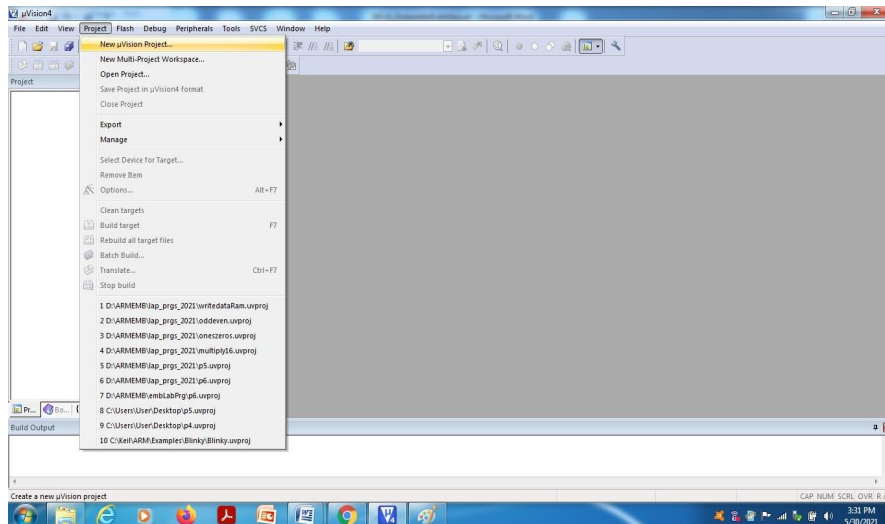 µVision4
File Edit View Project Flash Debug Peripherals Tools SVCS Window Help
New µVision Project...
New Multi-Project Workspace...
Project
Open Project...
Save Project in µVision4 format
Close Project
Export
Manage
Select Device for Target...
Remove Item
Options... Alt+F7
Clean targets
Build target F7
Rebuild all target files
Batch Build...
Translate... Ctrl+F7
Stop build
1 D:\ARMEMB\lap_prgs_2021\writedataRam.uvproj
2 D:\ARMEMB\lap_prgs_2021\oddeven.uvproj
3 D:\ARMEMB\lap_prgs_2021\oneszeros.uvproj
4 D:\ARMEMB\lap_prgs_2021\multiply16.uvproj
5 D:\ARMEMB\lap_prgs_2021\p5.uvproj
6 D:\ARMEMB\lap_prgs_2021\p6.uvproj
7 D:\ARMEMB\embLabPrg\p6.uvproj
8 C:\Users\User\Desktop\p5.uvproj
9 C:\Users\User\Desktop\p4.uvproj
10 C:\Keil\ARM\Examples\Blinky\Blinky.uvproj
Pr... Bo...
Build Output
Create a new µVision project CAP NUM SCRL OVR R/
3:31 PM
5/30/2021